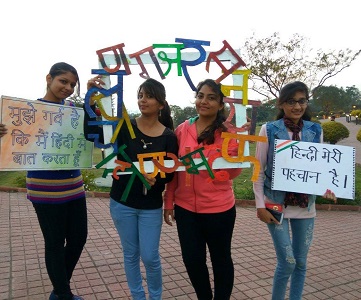 मुझे गर्व है
कि मैं हिंदी में
बात करता हूँ
हिन्दी मेरी
पहचान है।